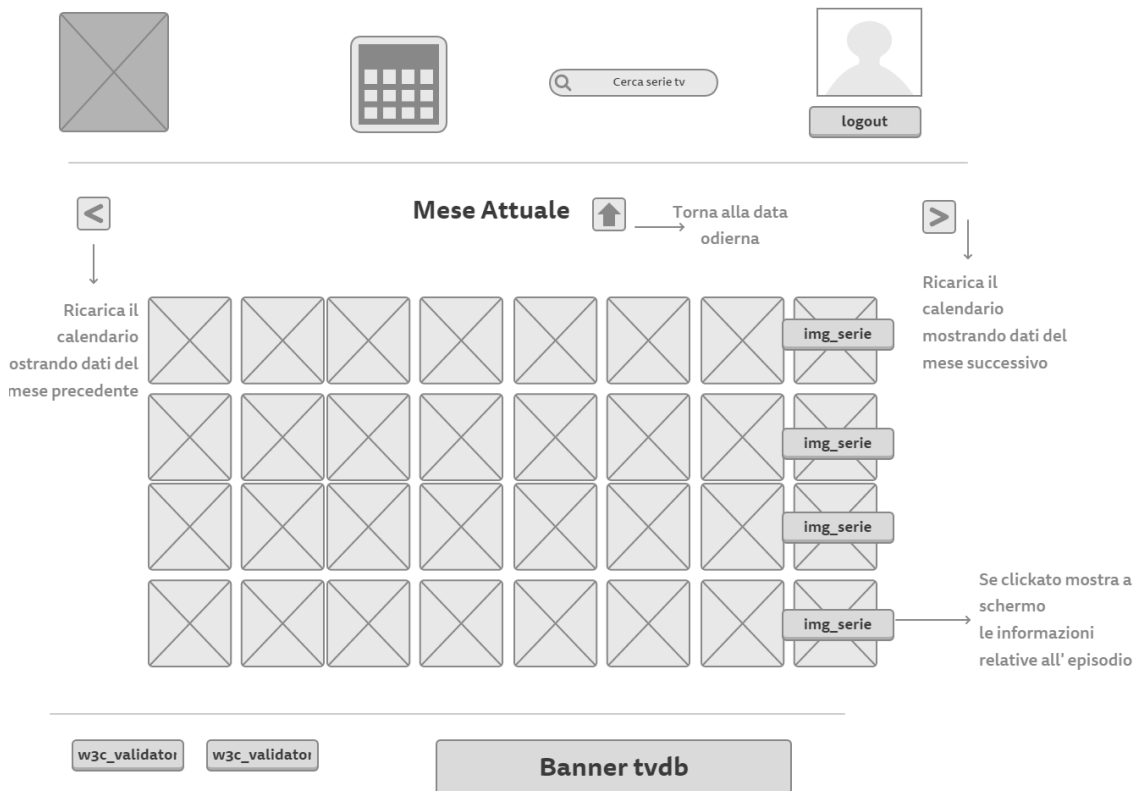 Cerca serie tv
logout
Mese Attuale
Torna alla data
odierna
Ricarica il
calendario
ostrando dati del
mese precedente
Ricarica il
calendario
mostrando dati del
mese successivo
img_serie
img_serie
img_serie
img_serie
Se clickato mostra a
schermo
le informazioni
relative all' episodio
w3c_validator
w3c_validator
Banner tvdb